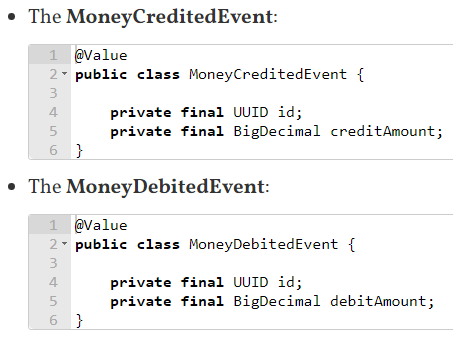 The MoneyCreditedEvent:
1 @Value
2 public class MoneyCreditedEvent {
3
4 private final UUID id;
5 private final BigDecimal creditAmount;
6 }
The MoneyDebitedEvent:
1 @Value
2 public class MoneyDebitedEvent {
3
4 private final UUID id;
5 private final BigDecimal debitAmount;
6 }